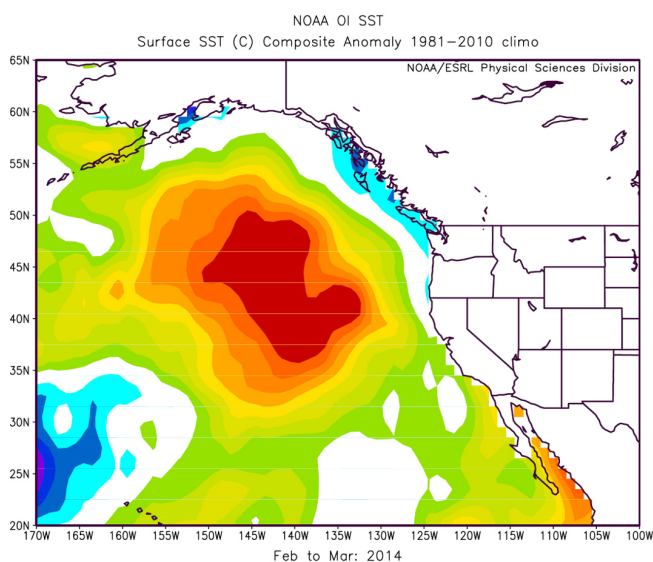 NOAA OI SST
Surface SST (C) Composite Anomaly 1981-2010 climo
NOAA/ESRL Physical Sciences Division
65N
60N
55N
50N
45N
40N
35N
30N
25N
20N
170W 165W 160W 155W 150W 145W 140W 135W 130W 125W 120W 115W 110W 105W 100W
Feb to Mar: 2014